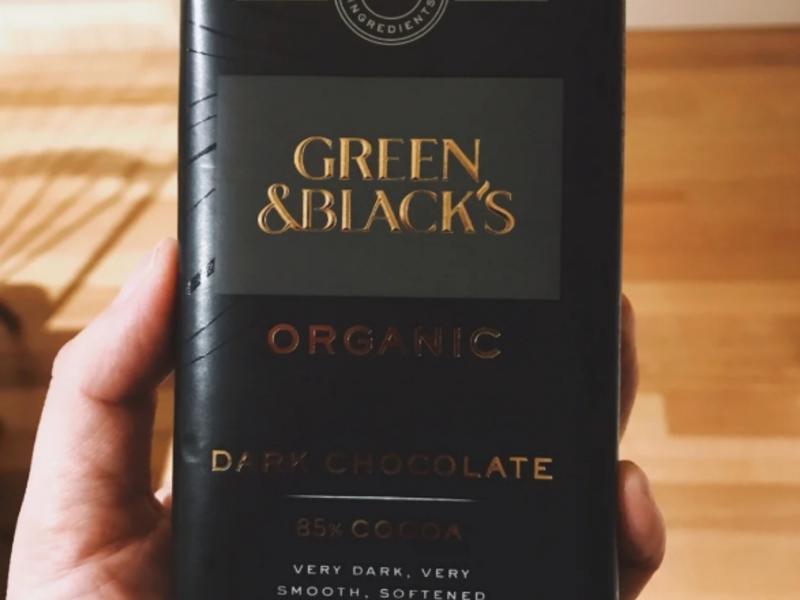 INGREDIENTS
GREEN
&BLACK'S
ORGANIC
DARK CHOCOLATE
85% COCOA
VERY DARK, VERY
SMOOTH, SOFTENED